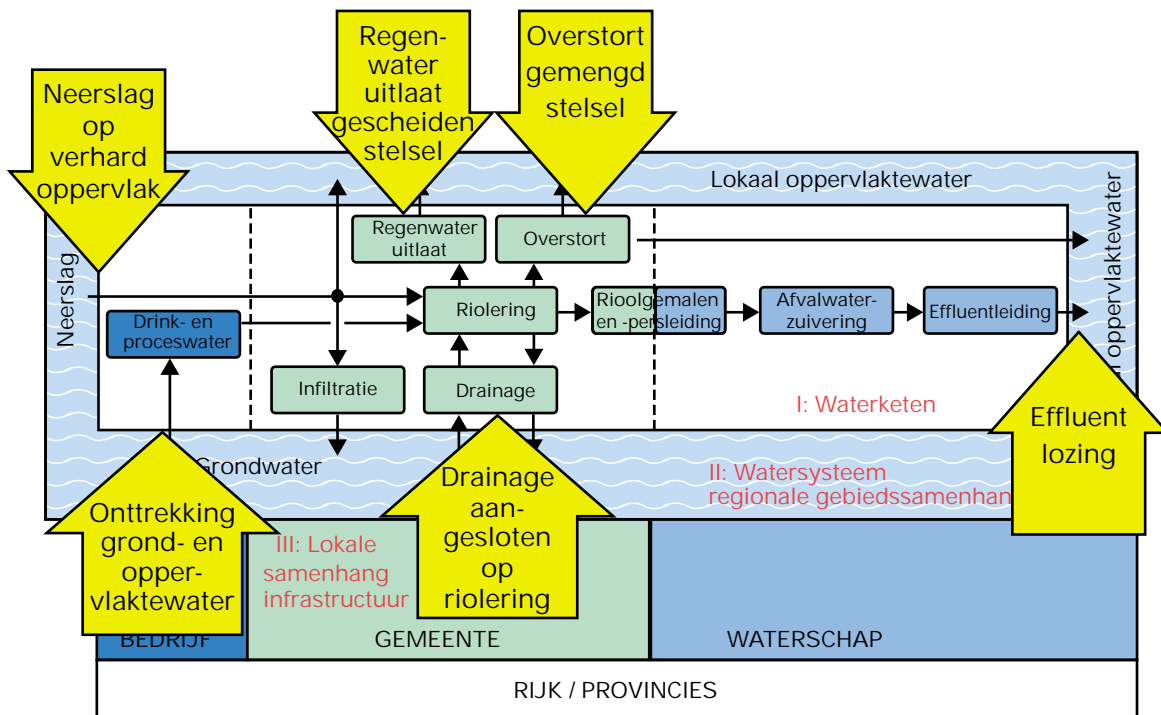 Neerslag
op
verhard
oppervlak
Regen-
water
uitlaat
gescheiden
stelsel
Overstort
gemengd
stelsel
Lokaal oppervlaktewater
Neerslag
oppervlaktewater
Regenwater
uitlaat
Overstort
Riolering
Rioolgemalen
en -persleiding
Afvalwater-
zuivering
Effluentleiding
Drink- en
proceswater
Infiltratie
Drainage
I: Waterketen
Effluent
lozing
Grondwater
II: Watersysteem
regionale gebiedssamenhan
Onttrekking
grond- en
opper-
vlaktewater
Drainage
aan-
gesloten
op
riolering
III: Lokale
samenhang
infrastructuur
BEDRIJF
GEMEENTE
WATERSCHAP
RIJK / PROVINCIES